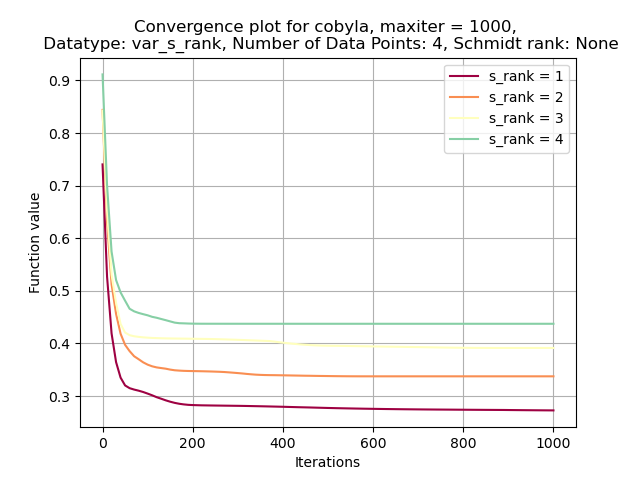 Convergence plot for cobyla, maxiter = 1000,
Datatype: var_s_rank, Number of Data Points: 4, Schmidt rank: None
s_rank = 1
s_rank = 2
s_rank = 3
s_rank = 4
Function value
0.9
0.8
0.7
0.6
0.5
0.4
0.3
0 200 400 600 800 1000
Iterations